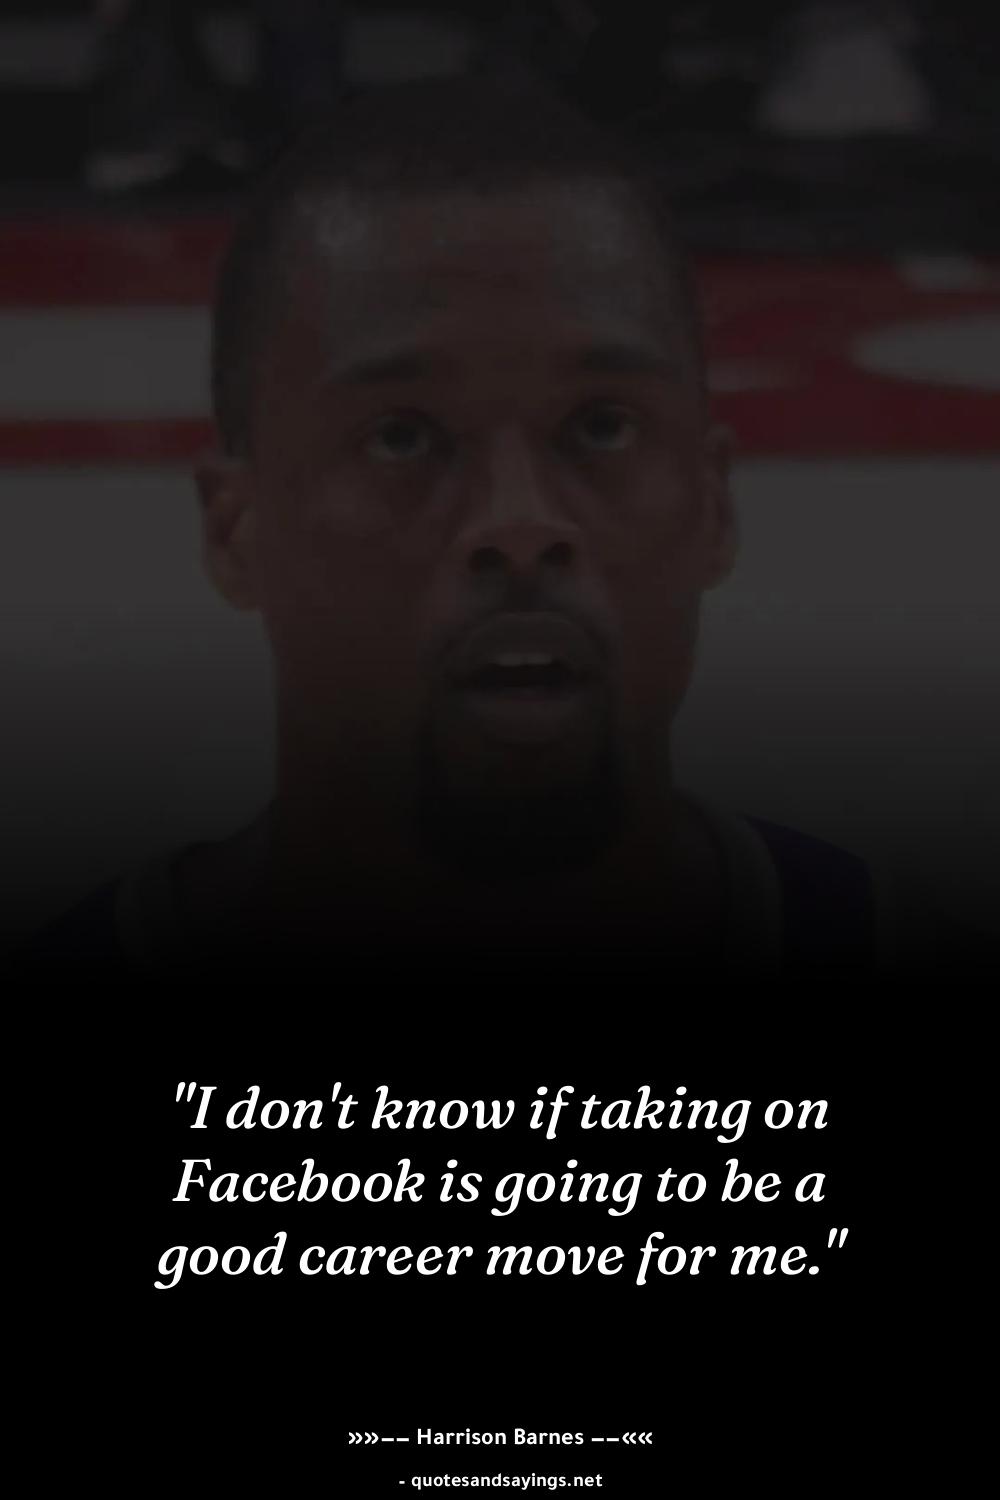 "I don't know if taking on
Facebook is going to be a
good career move for me."
»»—— Harrison Barnes ——««
- quotesandsayings.net